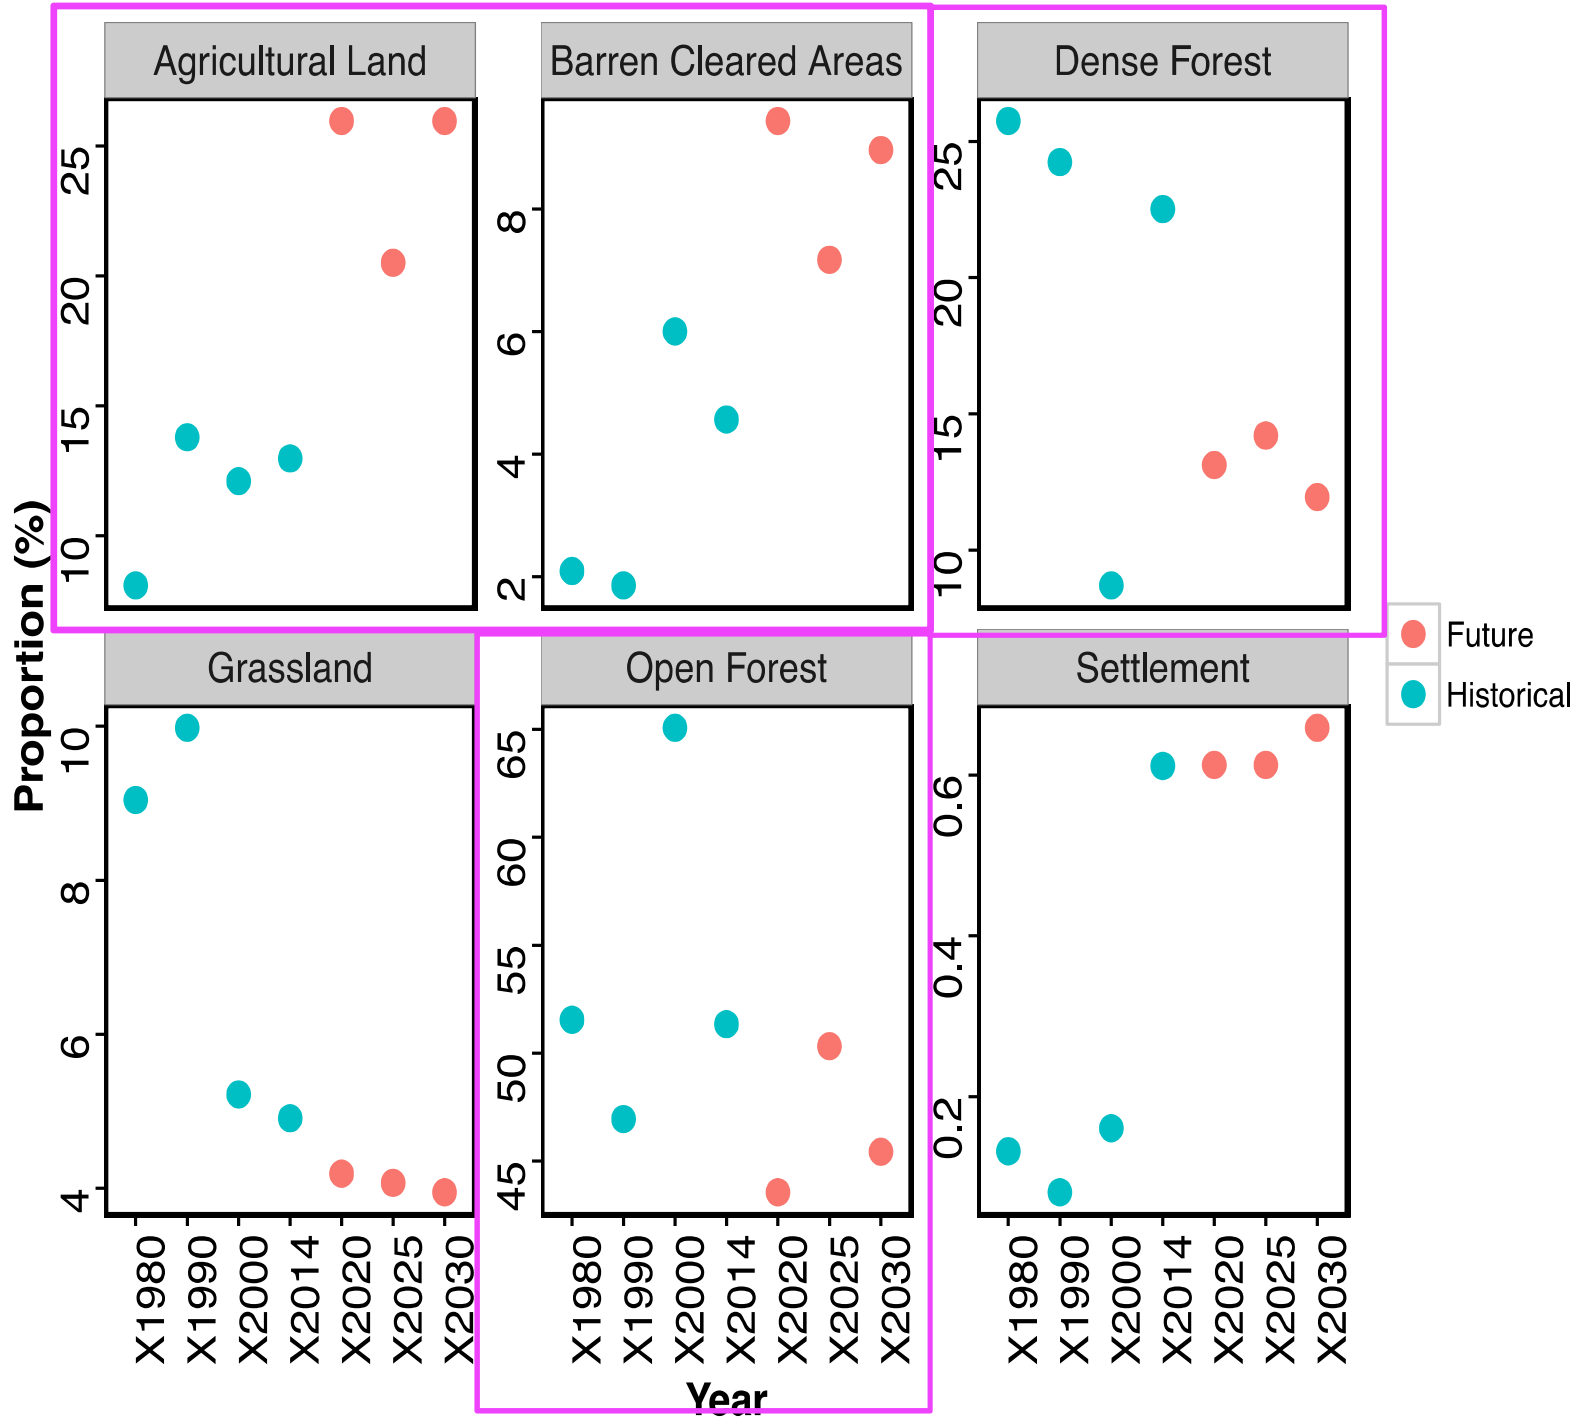 Agricultural Land
Barren Cleared Areas
Dense Forest
25
20
15
10
8
6
4
2
25
20
15
10
Proportion (%)
Future
Historical
Grassland
Open Forest
Settlement
10
8
6
4
65
60
55
50
45
0.6
0.4
0.2
X1980
X1990
X2000
X2014
X2020
X2025
X2030
X1980
X1990
X2000
X2014
X2020
X2025
X2030
X1980
X1990
X2000
X2014
X2020
X2025
X2030
Year